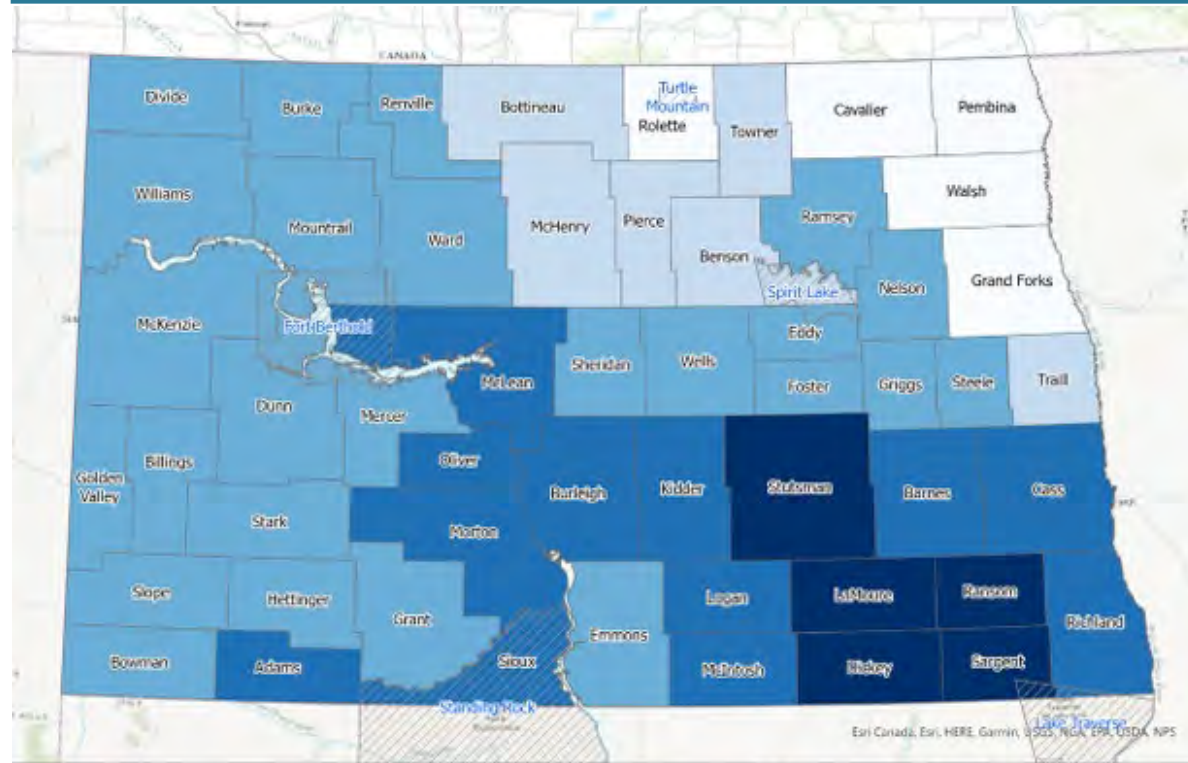 CANADA
Divide
Burke
Renville
Bottineau
Turtle
Mountain
Rolette
Towner
Cavalier
Pembina
Williams
Mountrail
Ward
McHenry
Pierce
Benson
Ramsey
Walsh
Spirit Lake
Nelson
Grand Forks
McKenzie
Fort Berthold
McLean
Sheridan
Wells
Eddy
Foster
Griggs
Steele
Traill
Dunn
Mercer
Golden
Valley
Billings
Oliver
Burleigh
Kidder
Stutsman
Barnes
Cass
Stark
Morton
Slope
Hettinger
Grant
Emmons
Logan
LaMoure
Ransom
Richland
Bowman
Adams
Sioux
McIntosh
Dickey
Sargent
Standing Rock
Lake Traverse
Esri Canada, Esri, HERE, Garmin, USGS, NGA, EPA, USDA, NPS